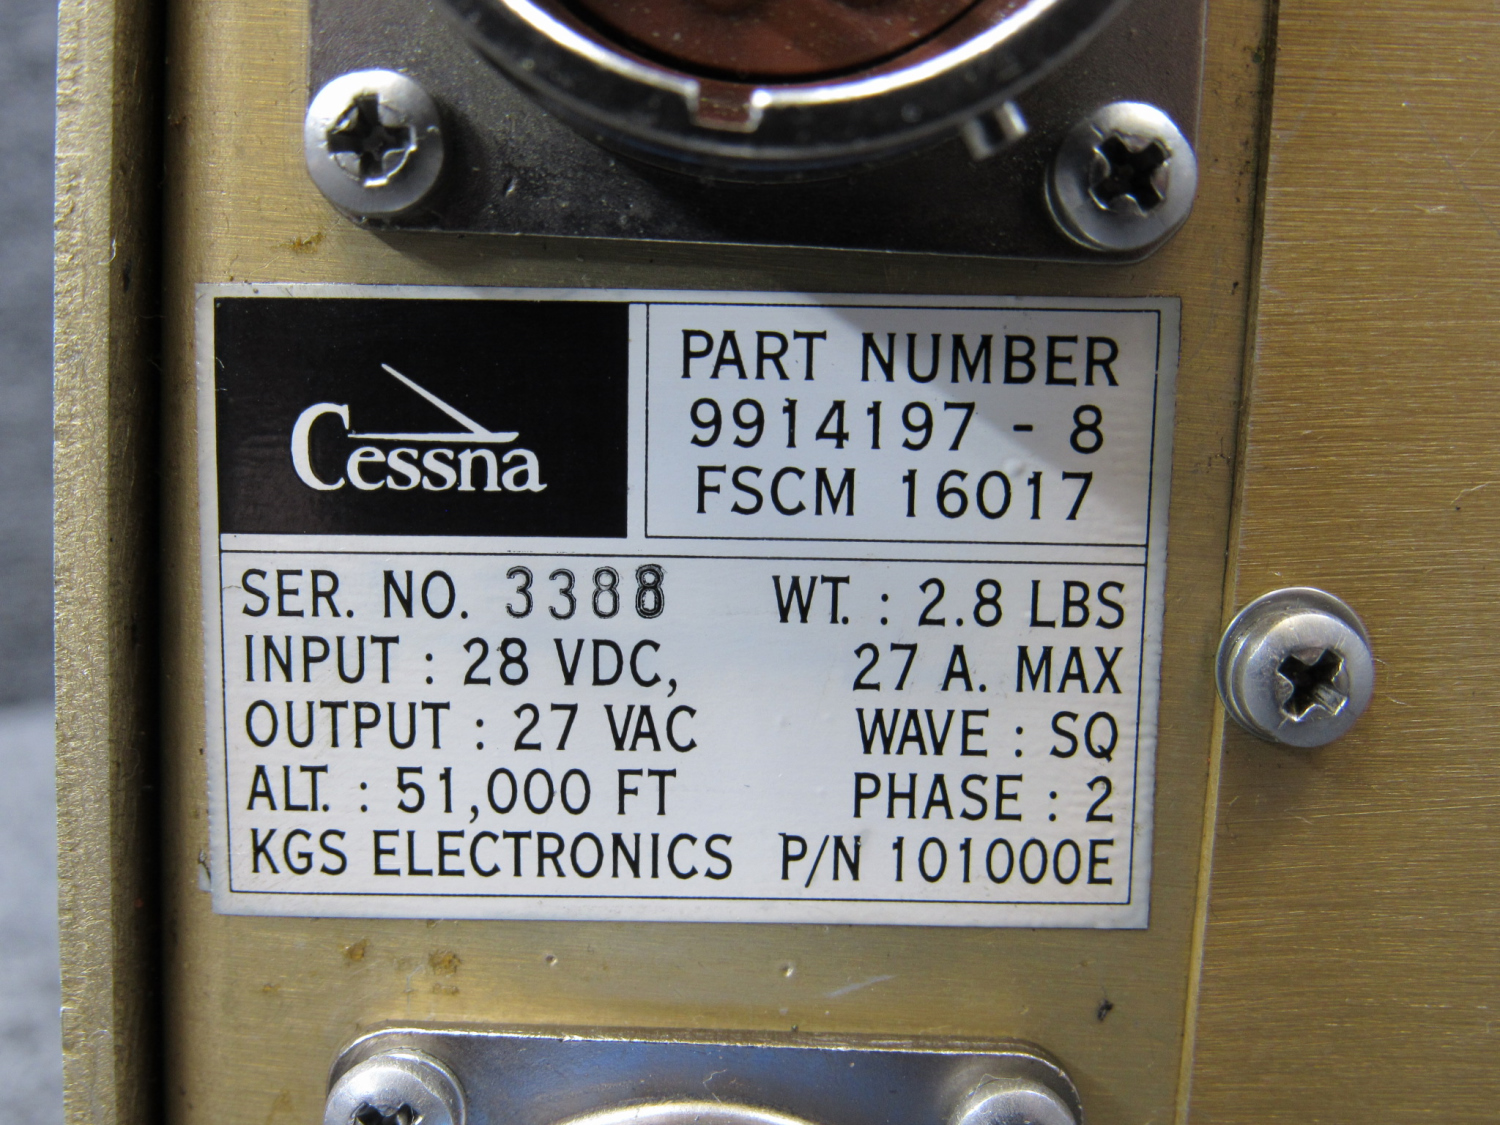 Cessna
PART NUMBER
9914197 - 8
FSCM 16017
SER. NO. 3388 WT. : 2.8 LBS
INPUT : 28 VDC, 27 A. MAX
OUTPUT : 27 VAC WAVE : SQ
ALT. : 51,000 FT PHASE : 2
KGS ELECTRONICS P/N 101000E